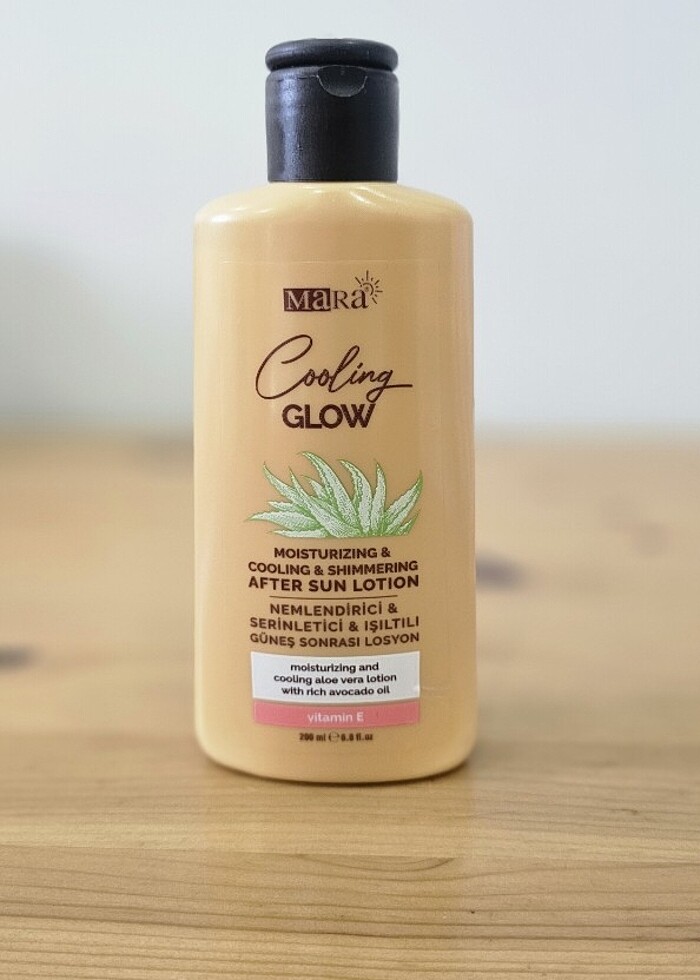 MaRa
Cooling
GLOW
MOISTURIZING &
COOLING & SHIMMERING
AFTER SUN LOTION
NEMLENDİRİCİ &
SERİNLETİCİ & IŞILTILI
GÜNEŞ SONRASI LOSYON
moisturizing and
cooling aloe vera lotion
with rich avocado oil
vitamin E
200 ml ℮ 6.8 fl.oz